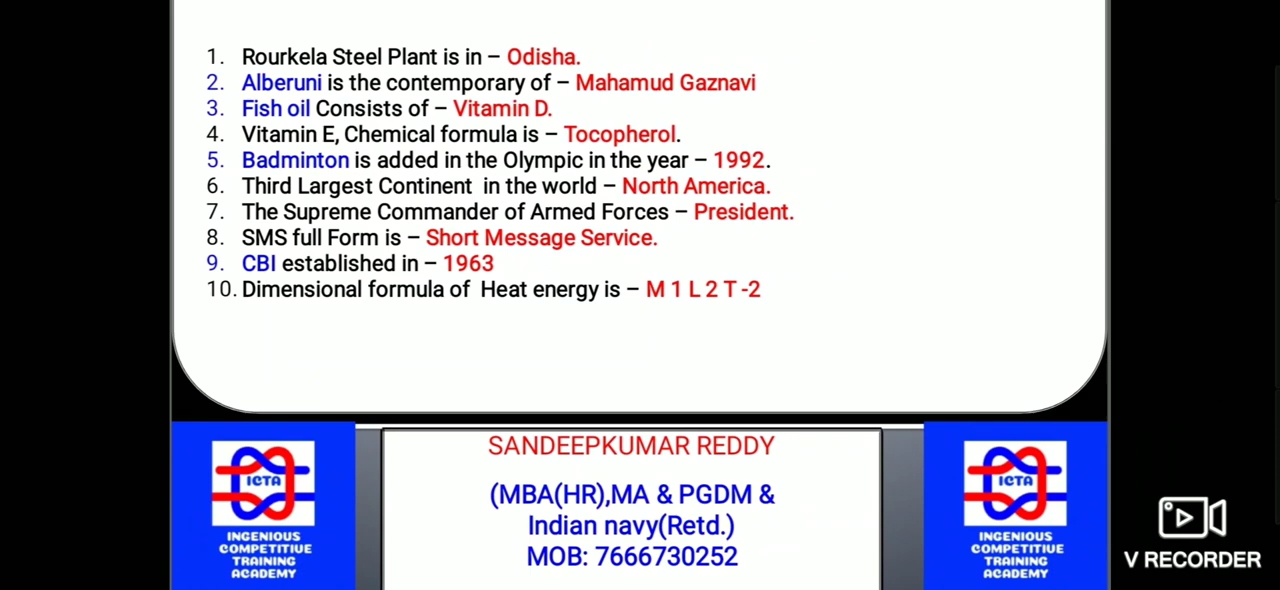 1. Rourkela Steel Plant is in – Odisha.
2. Alberuni is the contemporary of – Mahamud Gaznavi
3. Fish oil Consists of – Vitamin D.
4. Vitamin E, Chemical formula is – Tocopherol.
5. Badminton is added in the Olympic in the year – 1992.
6. Third Largest Continent in the world – North America.
7. The Supreme Commander of Armed Forces – President.
8. SMS full Form is – Short Message Service.
9. CBI established in – 1963
10. Dimensional formula of Heat energy is – M 1 L 2 T -2
ICTA
INGENIOUS
COMPETITIVE
TRAINING
ACADEMY
SANDEEPKUMAR REDDY
(MBA(HR),MA & PGDM &
Indian navy(Retd.)
MOB: 7666730252
ICTA
INGENIOUS
COMPETITIVE
TRAINING
ACADEMY
V RECORDER